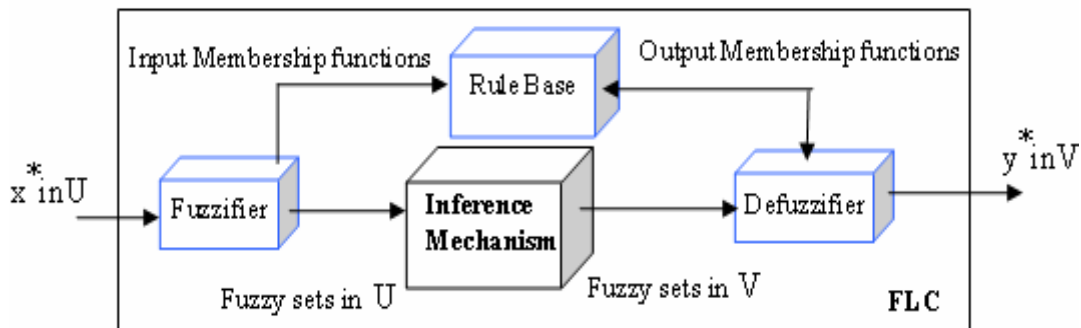 Input Membership functions
Rule Base
Output Membership functions
x* in U
Fuzzifier
Inference
Mechanism
Defuzzifier
y* in V
Fuzzy sets in U
Fuzzy sets in V
FLC